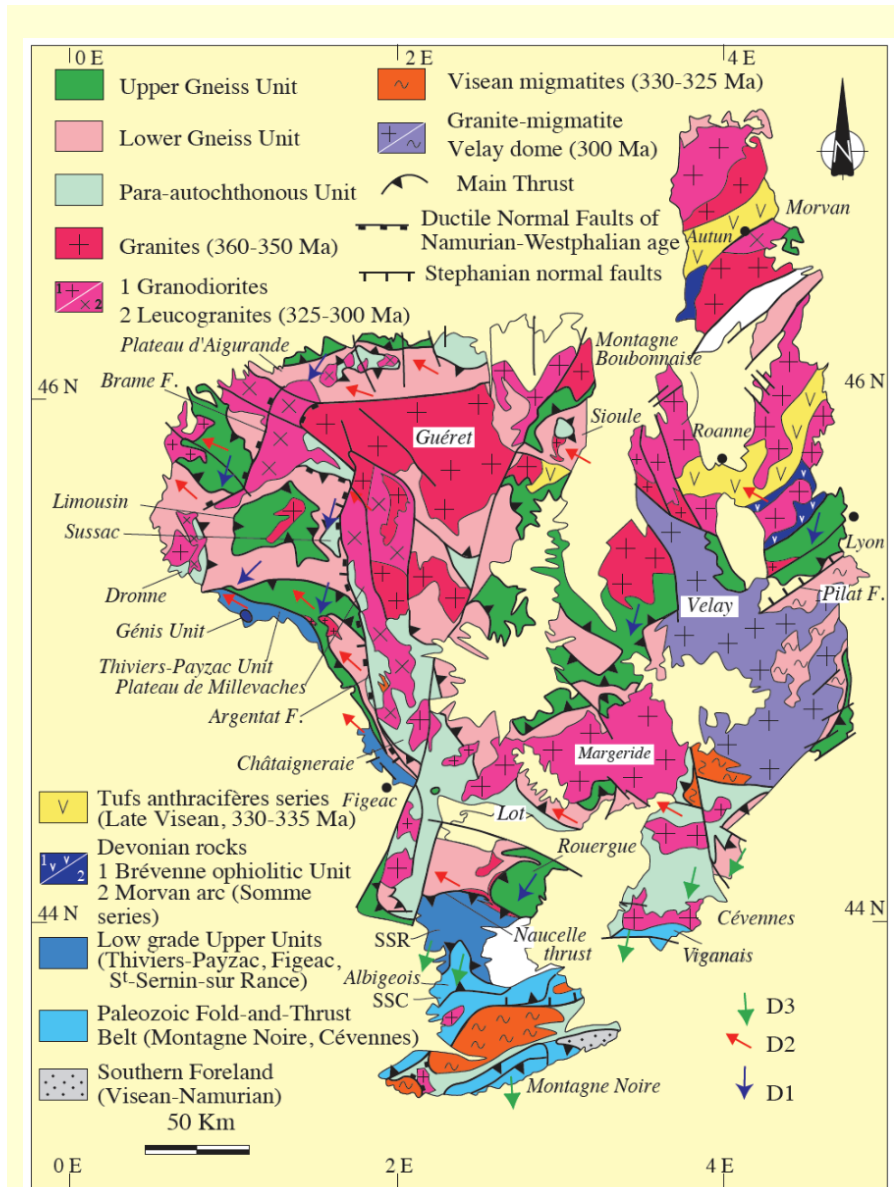 0 E
2 E
4 E
Upper Gneiss Unit
Lower Gneiss Unit
Para-autochthonous Unit
Granites (360-350 Ma)
1
2
1 Granodiorites
2 Leucogranites (325-300 Ma)
Visean migmatites (330-325 Ma)
Granite-migmatite
Velay dome (300 Ma)
Main Thrust
Ductile Normal Faults of
Namurian-Westphalian age
Stephanian normal faults
N
Morvan
Autun
Plateau d'Aigurande
Montagne
Boubonnaise
46 N
Brame F.
46 N
Sioule
Roanne
Guéret
Limousin
Sussac
Lyon
Dronne
Velay
Pilat F.
Génis Unit
Thiviers-Payzac Unit
Plateau de Millevaches
Argentat F.
Margeride
Châtaigneraie
Figeac
Lot
Rouergue
Tufs anthracifères series
(Late Visean, 330-335 Ma)
1
2
Devonian rocks
1 Brévenne ophiolitic Unit
2 Morvan arc (Somme
series)
44 N
44 N
Cévennes
SSR
Naucelle
thrust
Viganais
Low grade Upper Units
(Thiviers-Payzac, Figeac,
St-Sernin-sur Rance)
Albigeois
SSC
Paleozoic Fold-and-Thrust
Belt (Montagne Noire, Cévennes)
D3
D2
D1
Southern Foreland
(Visean-Namurian)
Montagne Noire
50 Km
0 E
2 E
4 E